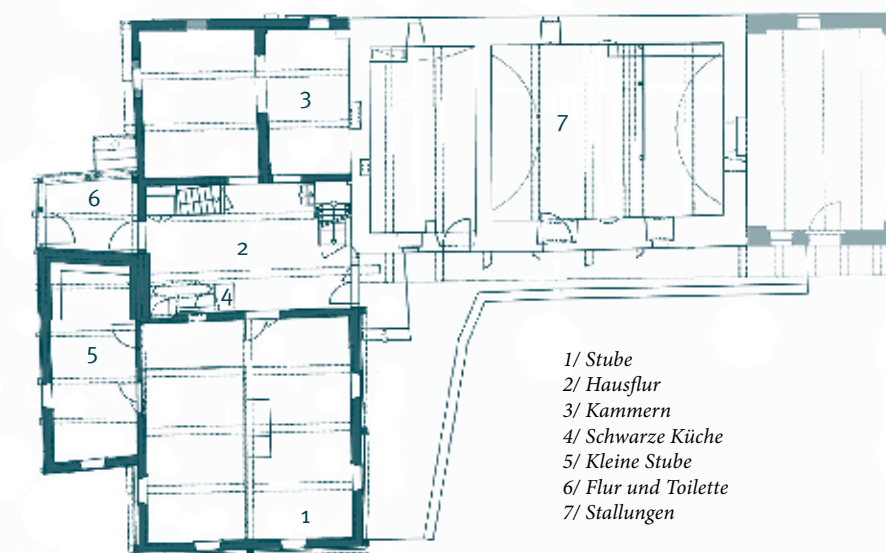 3
7
6
2
4
5
1
1/ Stube
2/ Hausflur
3/ Kammern
4/ Schwarze Küche
5/ Kleine Stube
6/ Flur und Toilette
7/ Stallungen